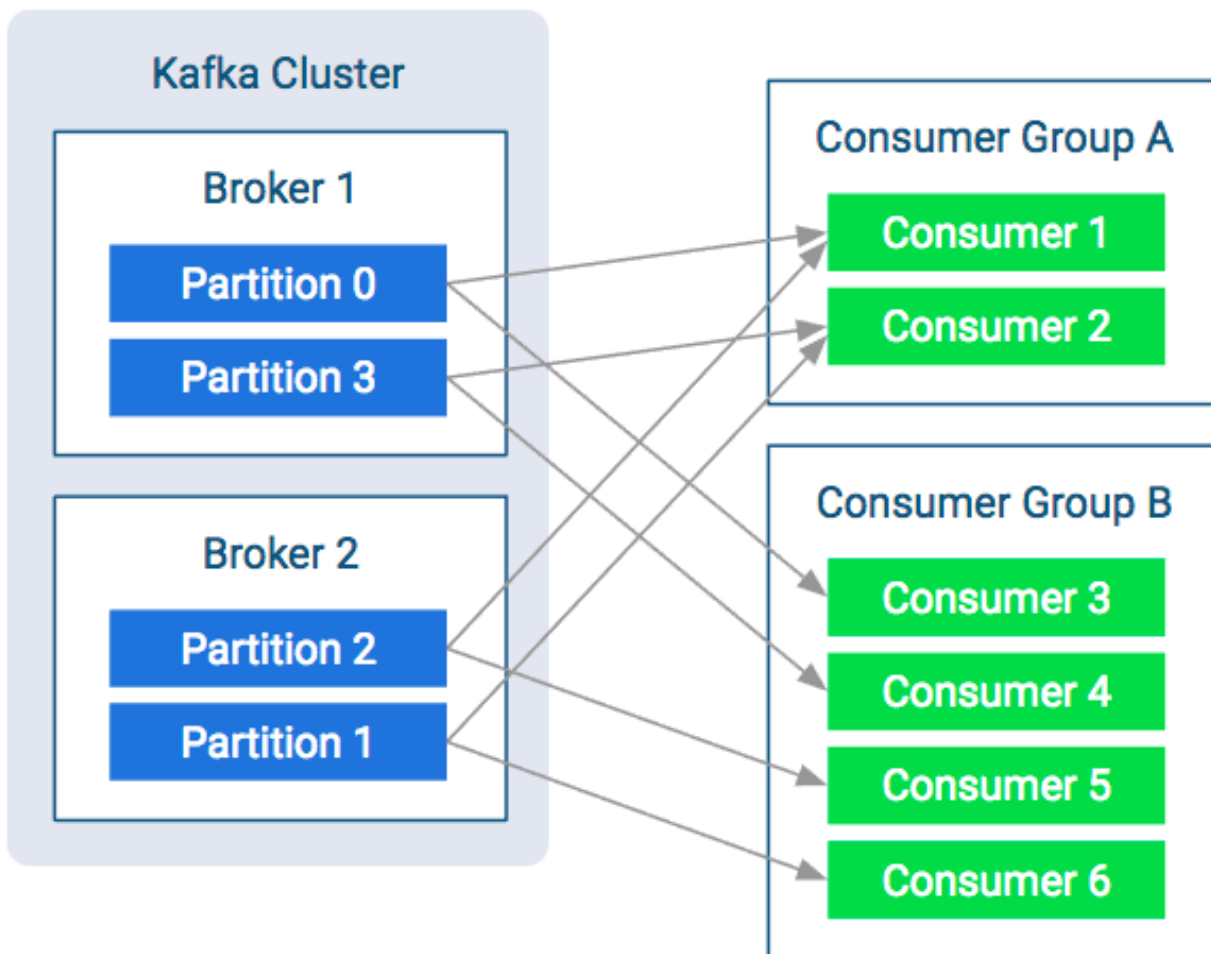 Kafka Cluster
Broker 1
Partition 0
Partition 3
Broker 2
Partition 2
Partition 1
Consumer Group A
Consumer 1
Consumer 2
Consumer Group B
Consumer 3
Consumer 4
Consumer 5
Consumer 6